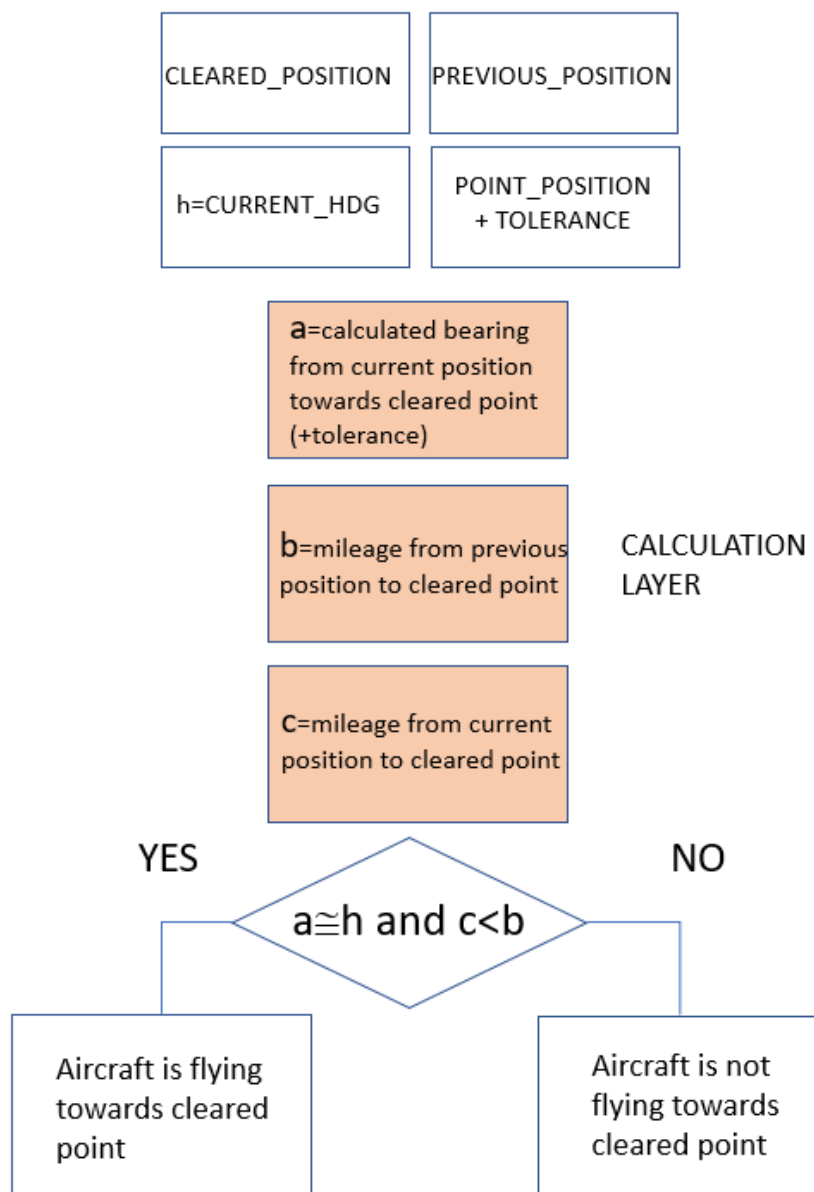 CLEARED_POSITION
PREVIOUS_POSITION
h=CURRENT_HDG
POINT_POSITION
+ TOLERANCE
a=calculated bearing
from current position
towards cleared point
(+tolerance)
b=mileage from previous
position to cleared point
CALCULATION
LAYER
c=mileage from current
position to cleared point
YES
NO
a≅h and c<b
Aircraft is flying
towards cleared
point
Aircraft is not
flying towards
cleared point